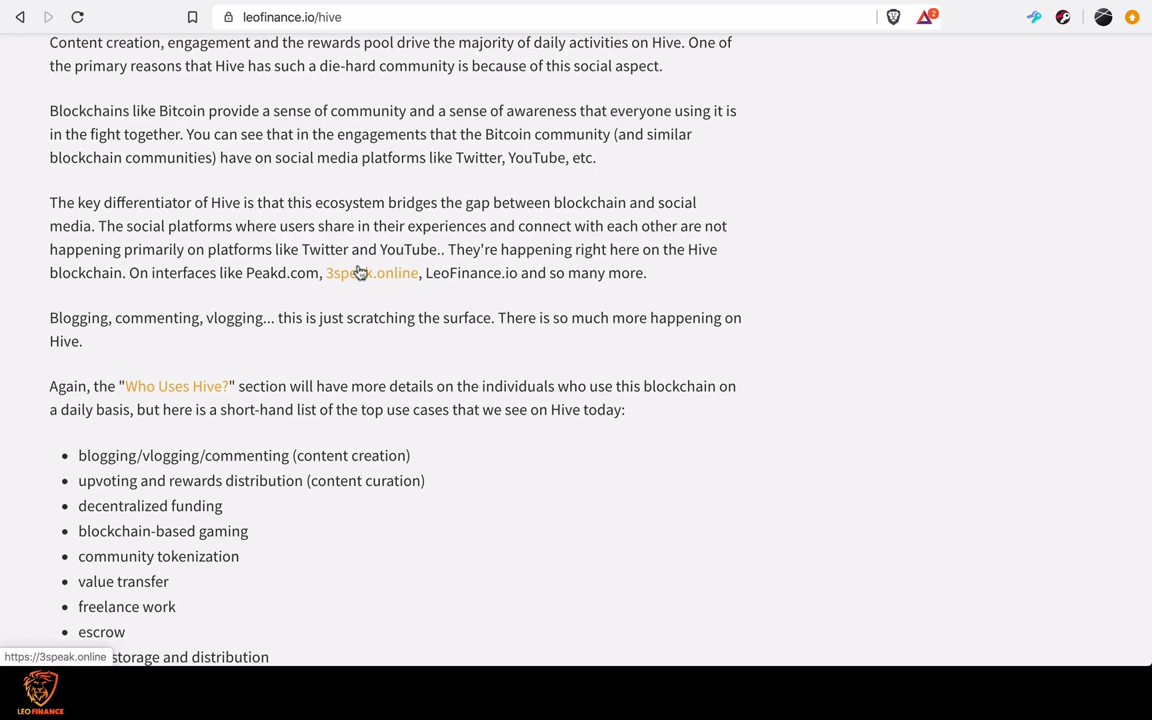 leofinance.io/hive
2
Content creation, engagement and the rewards pool drive the majority of daily activities on Hive. One of
the primary reasons that Hive has such a die-hard community is because of this social aspect.
Blockchains like Bitcoin provide a sense of community and a sense of awareness that everyone using it is
in the fight together. You can see that in the engagements that the Bitcoin community (and similar
blockchain communities) have on social media platforms like Twitter, YouTube, etc.
The key differentiator of Hive is that this ecosystem bridges the gap between blockchain and social
media. The social platforms where users share in their experiences and connect with each other are not
happening primarily on platforms like Twitter and YouTube.. They're happening right here on the Hive
blockchain. On interfaces like Peakd.com, 3speak.online, LeoFinance.io and so many more.
Blogging, commenting, vlogging... this is just scratching the surface. There is so much more happening on
Hive.
Again, the "Who Uses Hive?" section will have more details on the individuals who use this blockchain on
a daily basis, but here is a short-hand list of the top use cases that we see on Hive today:
• blogging/vlogging/commenting (content creation)
• upvoting and rewards distribution (content curation)
• decentralized funding
• blockchain-based gaming
• community tokenization
• value transfer
• freelance work
• escrow
https://3speak.online
storage and distribution
LEOFINANCE